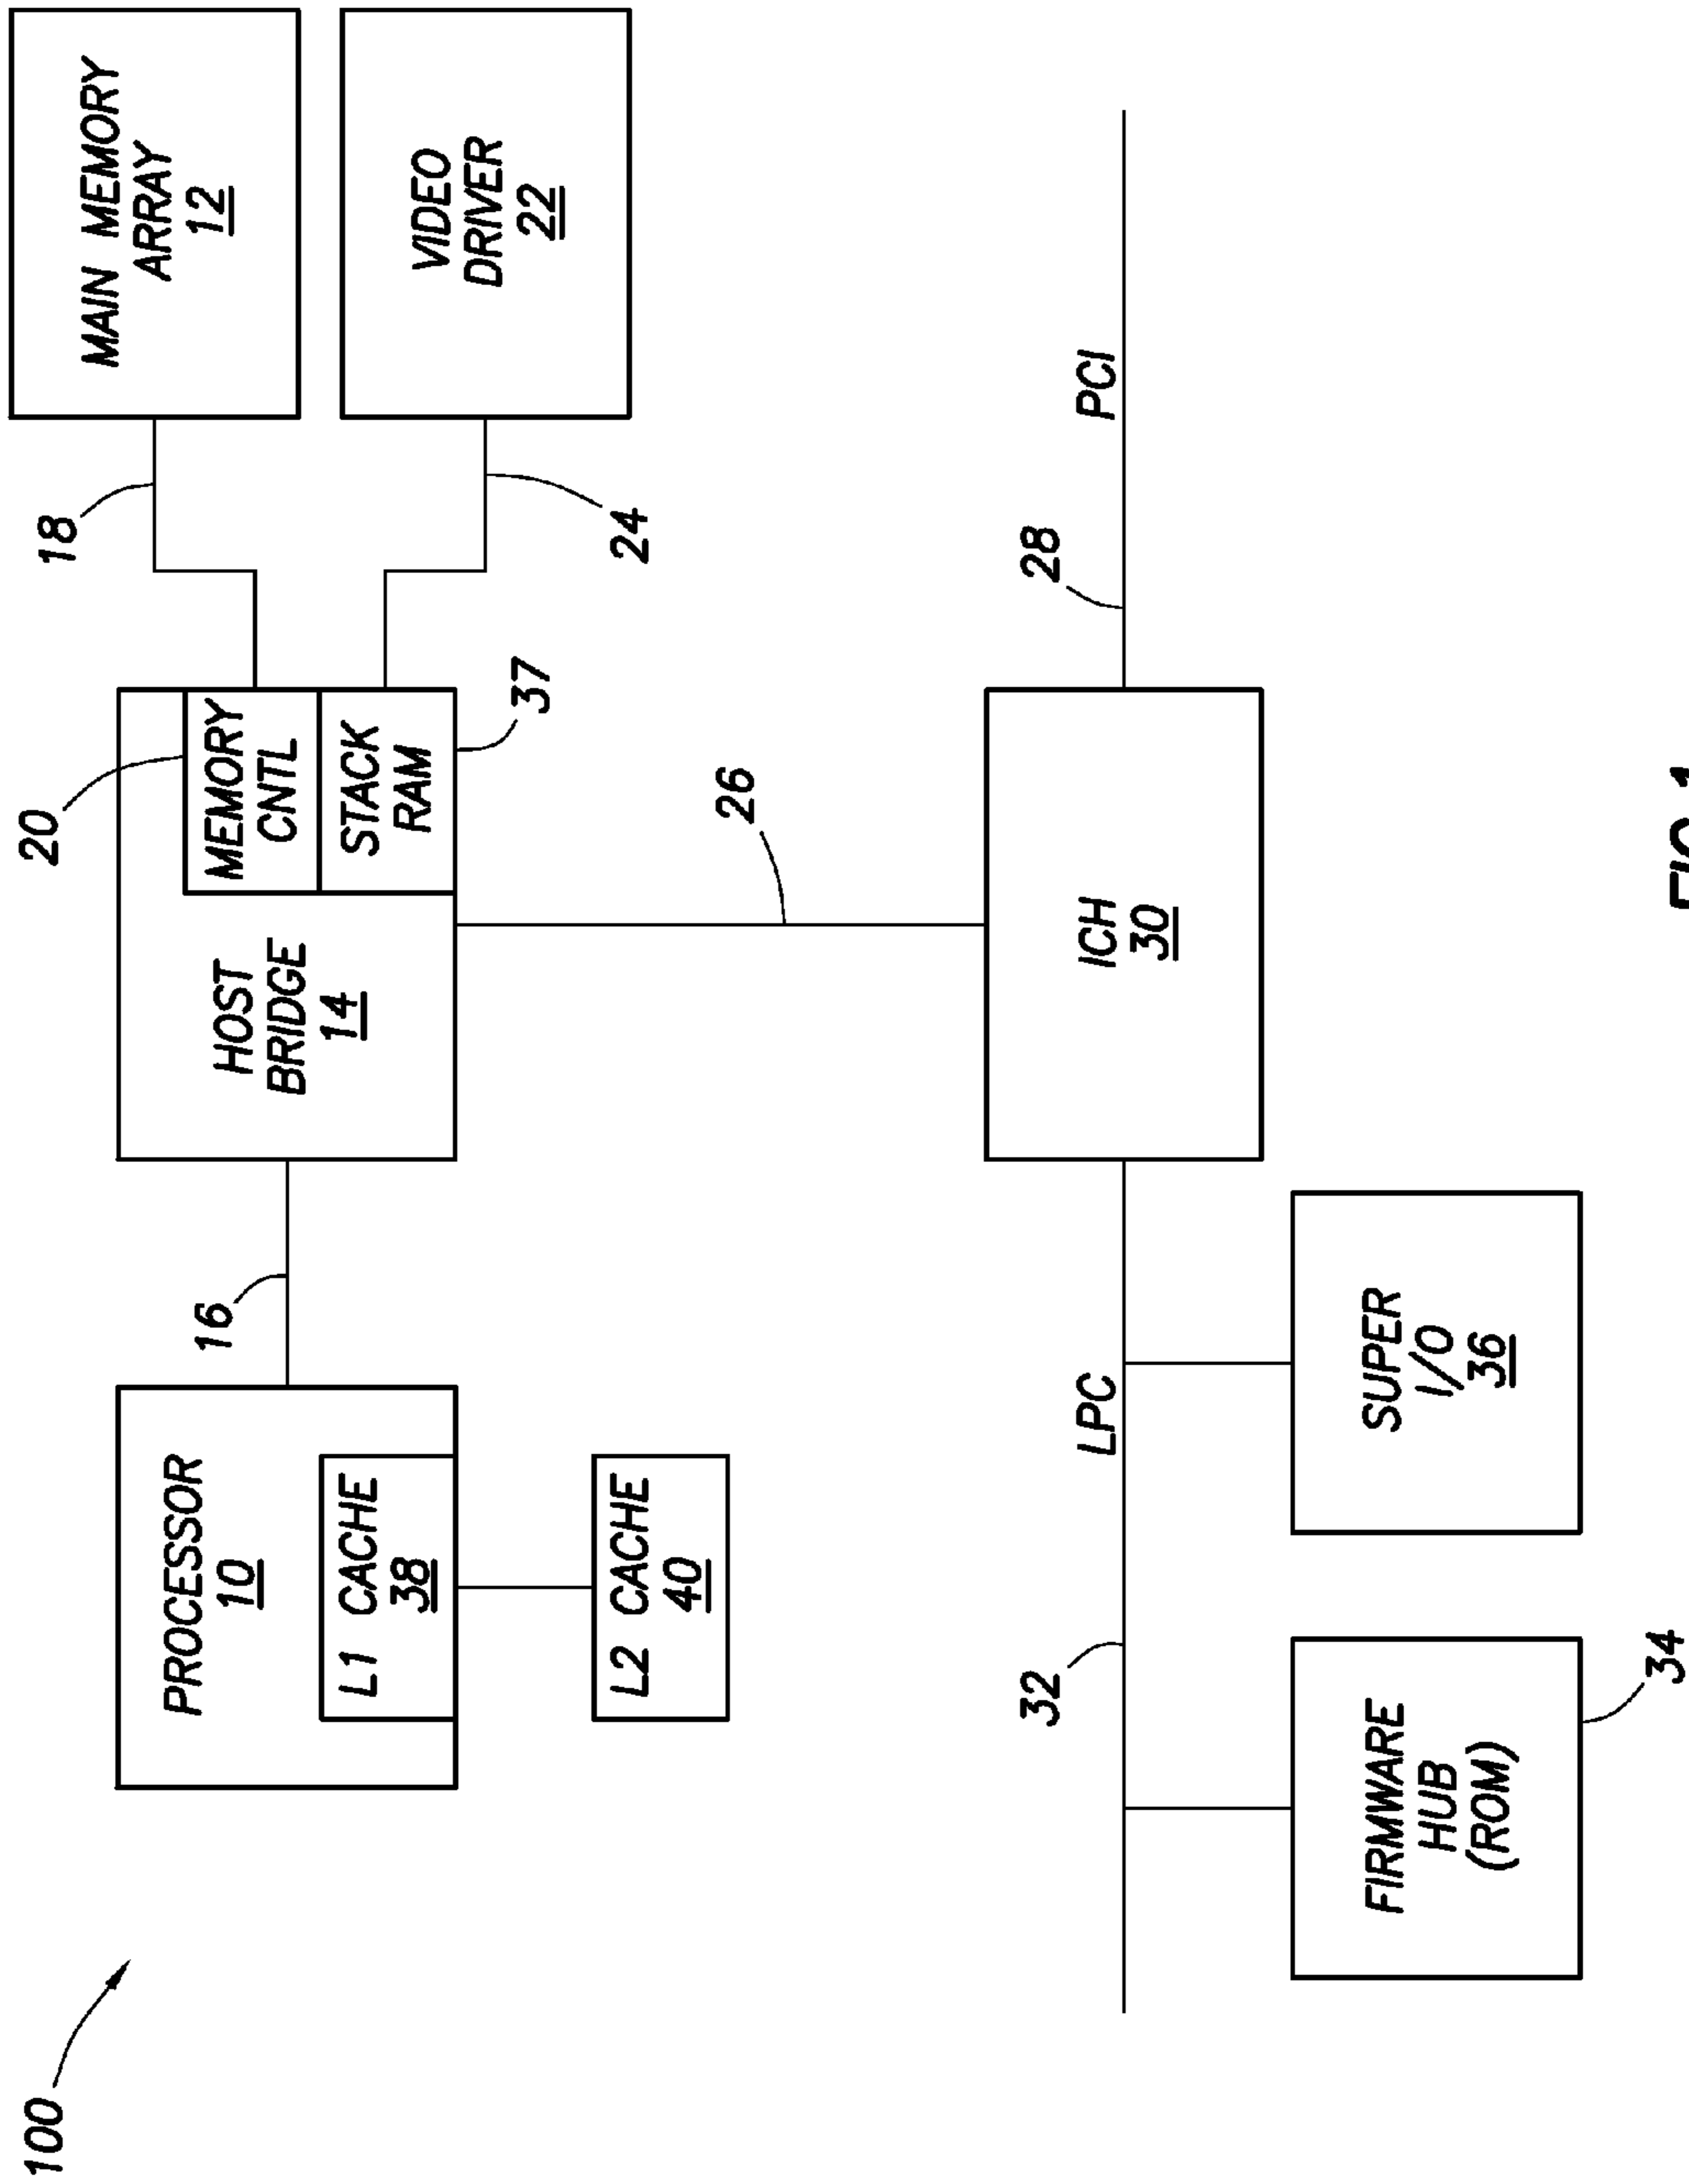 100
PROCESSOR
10
L1 CACHE
38
L2 CACHE
40
16
HOST
BRIDGE
14
20
MEMORY
CNTL
STACK
RAM
37
18
MAIN MEMORY
ARRAY
12
24
VIDEO
DRIVER
22
26
ICH
30
28
PCI
32
LPC
FIRMWARE
HUB
(ROM)
34
SUPER
I/O
36
FIG 1